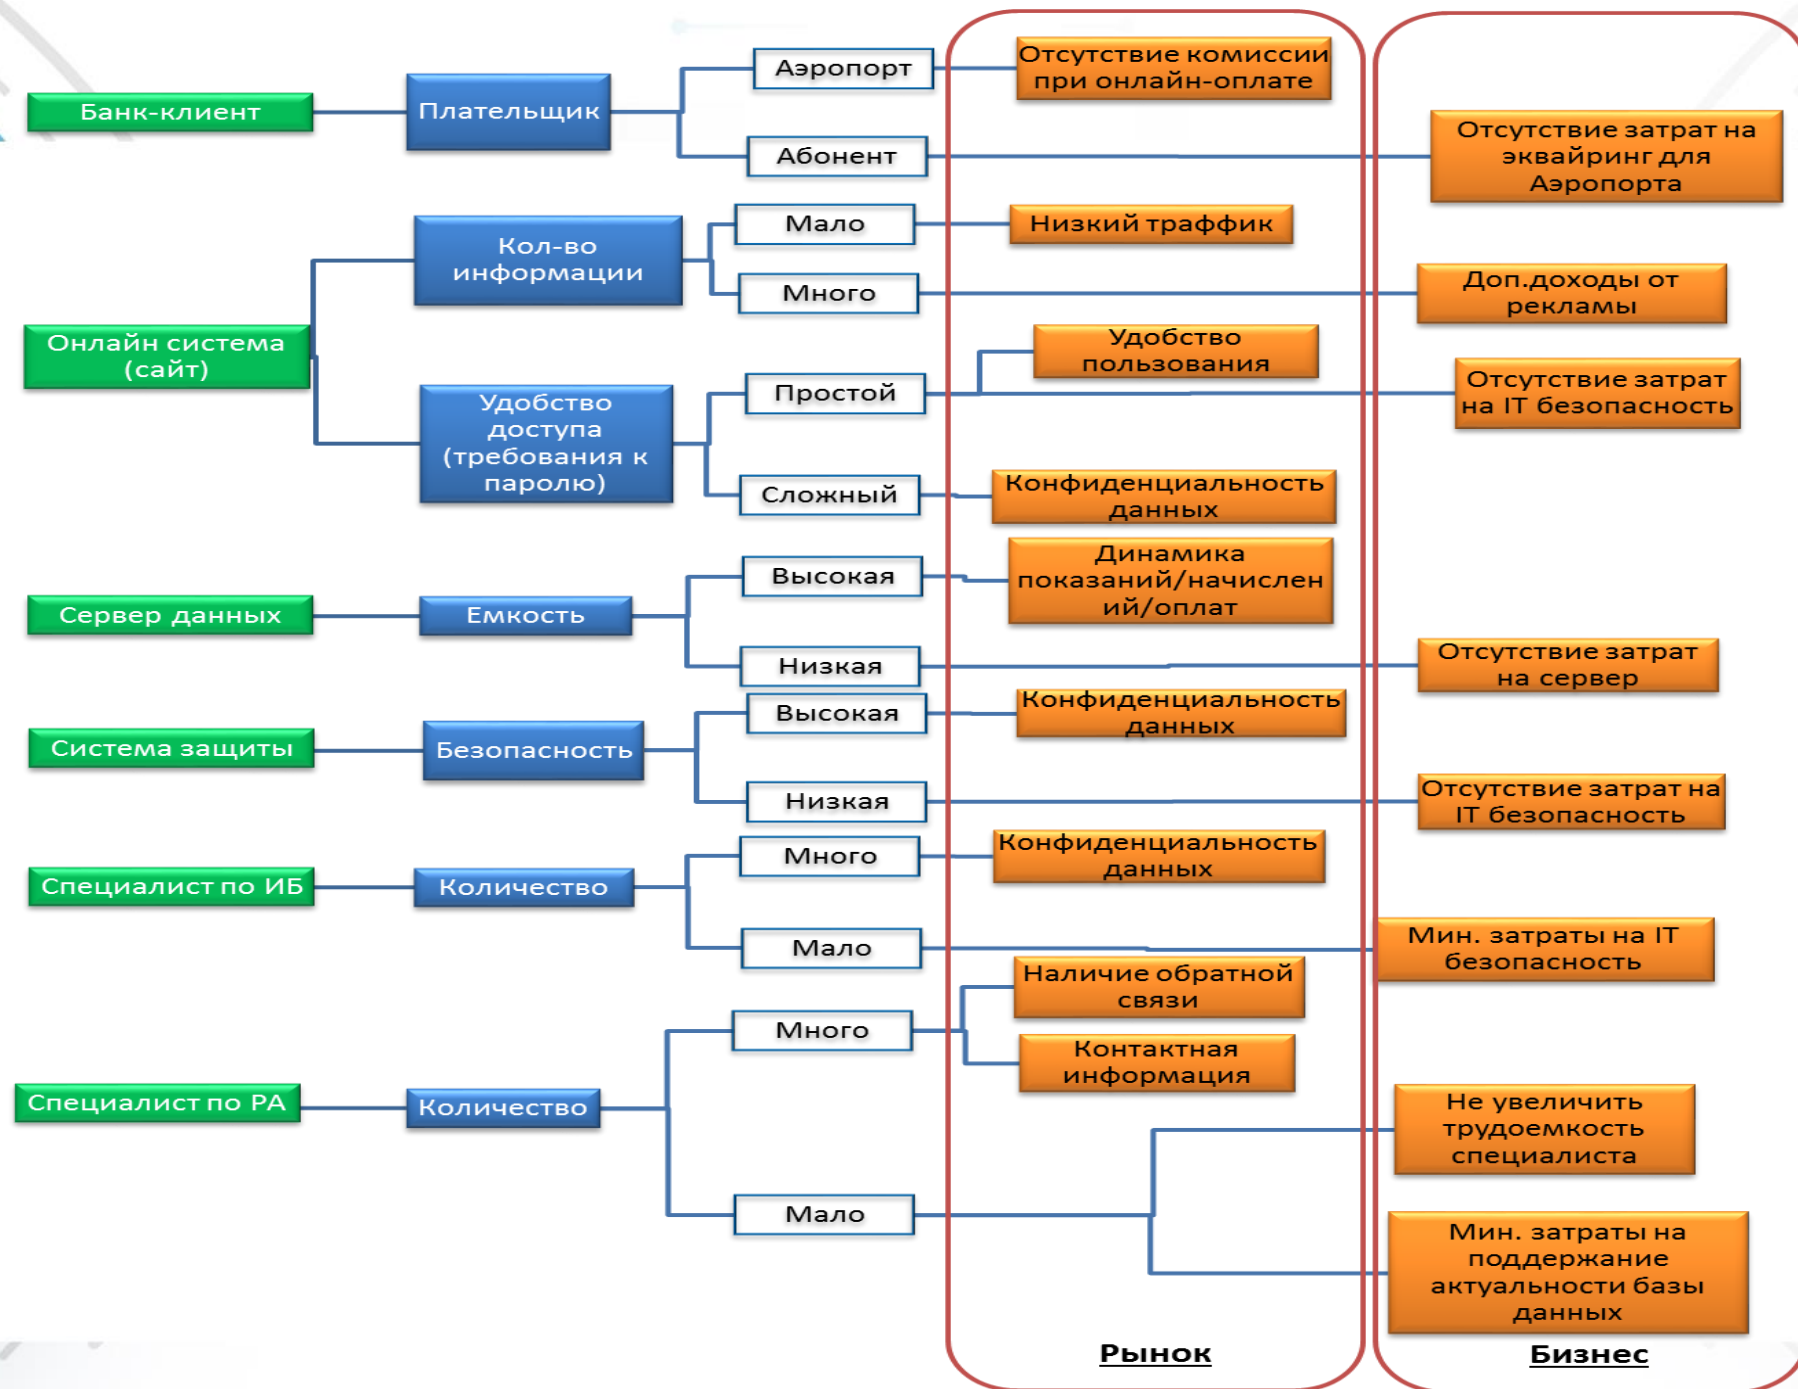 Банк-клиент
Плательщик
Аэропорт
Отсутствие комиссии
при онлайн-оплате
Абонент
Отсутствие затрат на
эквайринг для
Аэропорта
Онлайн система
(сайт)
Кол-во
информации
Мало
Низкий траффик
Много
Доп.доходы от
рекламы
Удобство
доступа
(требования к
паролю)
Простой
Удобство
пользования
Отсутствие затрат
на IT безопасность
Сложный
Конфиденциальность
данных
Сервер данных
Емкость
Высокая
Динамика
показаний/начислен
ий/оплат
Низкая
Отсутствие затрат
на сервер
Система защиты
Безопасность
Высокая
Конфиденциальность
данных
Низкая
Отсутствие затрат на
IT безопасность
Специалист по ИБ
Количество
Много
Конфиденциальность
данных
Мало
Мин. затраты на IT
безопасность
Специалист по РА
Количество
Много
Наличие обратной
связи
Контактная
информация
Мало
Не увеличить
трудоемкость
специалиста
Мин. затраты на
поддержание
актуальности базы
данных
Рынок
Бизнес